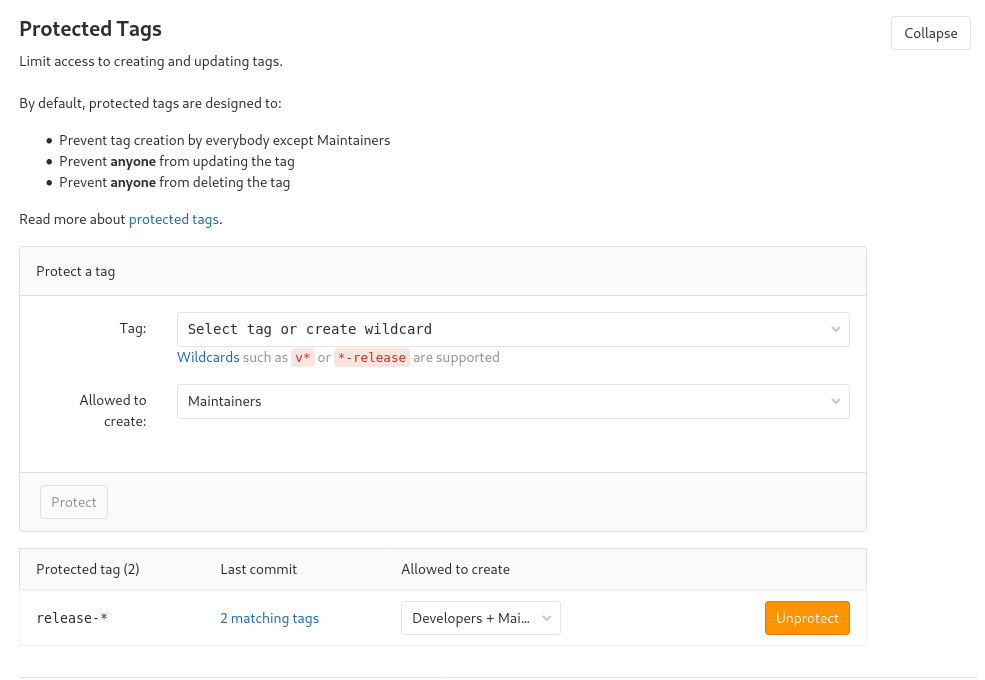 Protected Tags
Collapse
Limit access to creating and updating tags.
By default, protected tags are designed to:
Prevent tag creation by everybody except Maintainers
Prevent anyone from updating the tag
Prevent anyone from deleting the tag
Read more about protected tags.
Protect a tag
Tag:
Select tag or create wildcard
Wildcards such as v* or *-release are supported
Allowed to
create:
Maintainers
Protect
Protected tag (2) Last commit Allowed to create
release-* 2 matching tags Developers + Mai... Unprotect